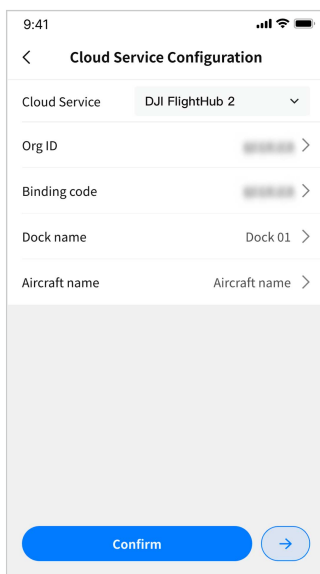 9:41
Cloud Service Configuration
Cloud Service DJI FlightHub 2
Org ID
Binding code
Dock name Dock 01
Aircraft name Aircraft name
Confirm